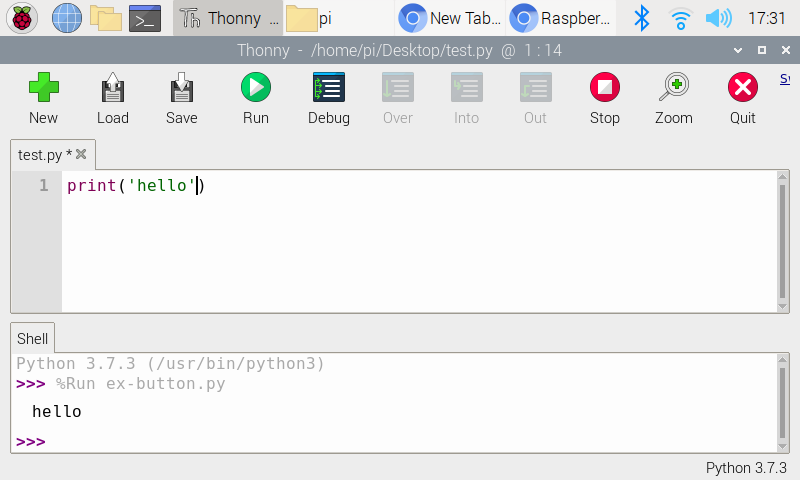 Thonny ... pi New Tab... Raspber... 17:31
Thonny - /home/pi/Desktop/test.py @ 1 : 14
New Load Save Run Debug Over Into Out Stop Zoom Quit
test.py *
1 print('hello')
Shell
Python 3.7.3 (/usr/bin/python3)
>>> %Run ex-button.py
hello
>>>
Python 3.7.3